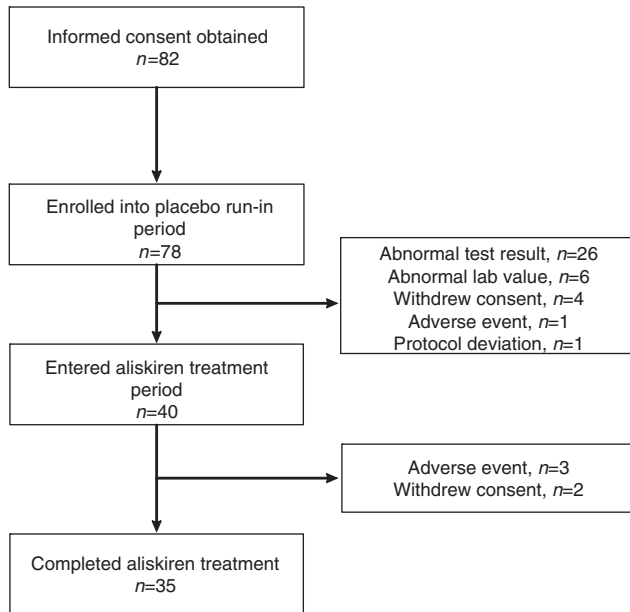 Informed consent obtained
n=82
Enrolled into placebo run-in
period
n=78
Abnormal test result, n=26
Abnormal lab value, n=6
Withdrew consent, n=4
Adverse event, n=1
Protocol deviation, n=1
Entered aliskiren treatment
period
n=40
Adverse event, n=3
Withdrew consent, n=2
Completed aliskiren treatment
n=35